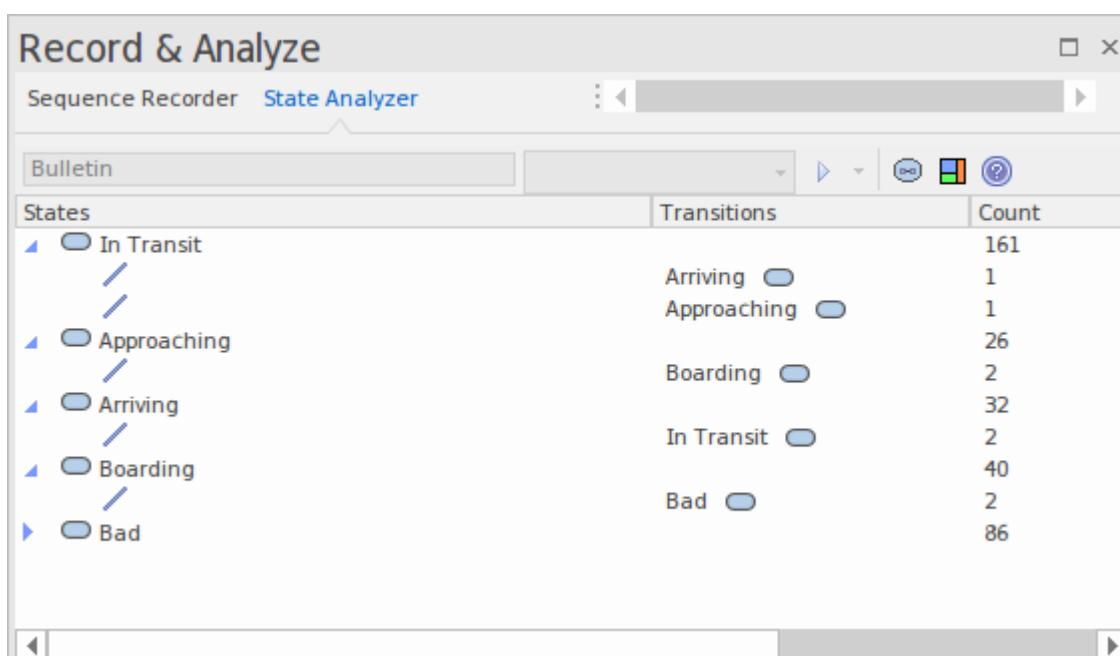 Record & Analyze
Sequence Recorder State Analyzer
Bulletin
States Transitions Count
In Transit 161
Arriving 1
Approaching 1
Approaching 26
Boarding 2
Arriving 32
In Transit 2
Boarding 40
Bad 2
Bad 86